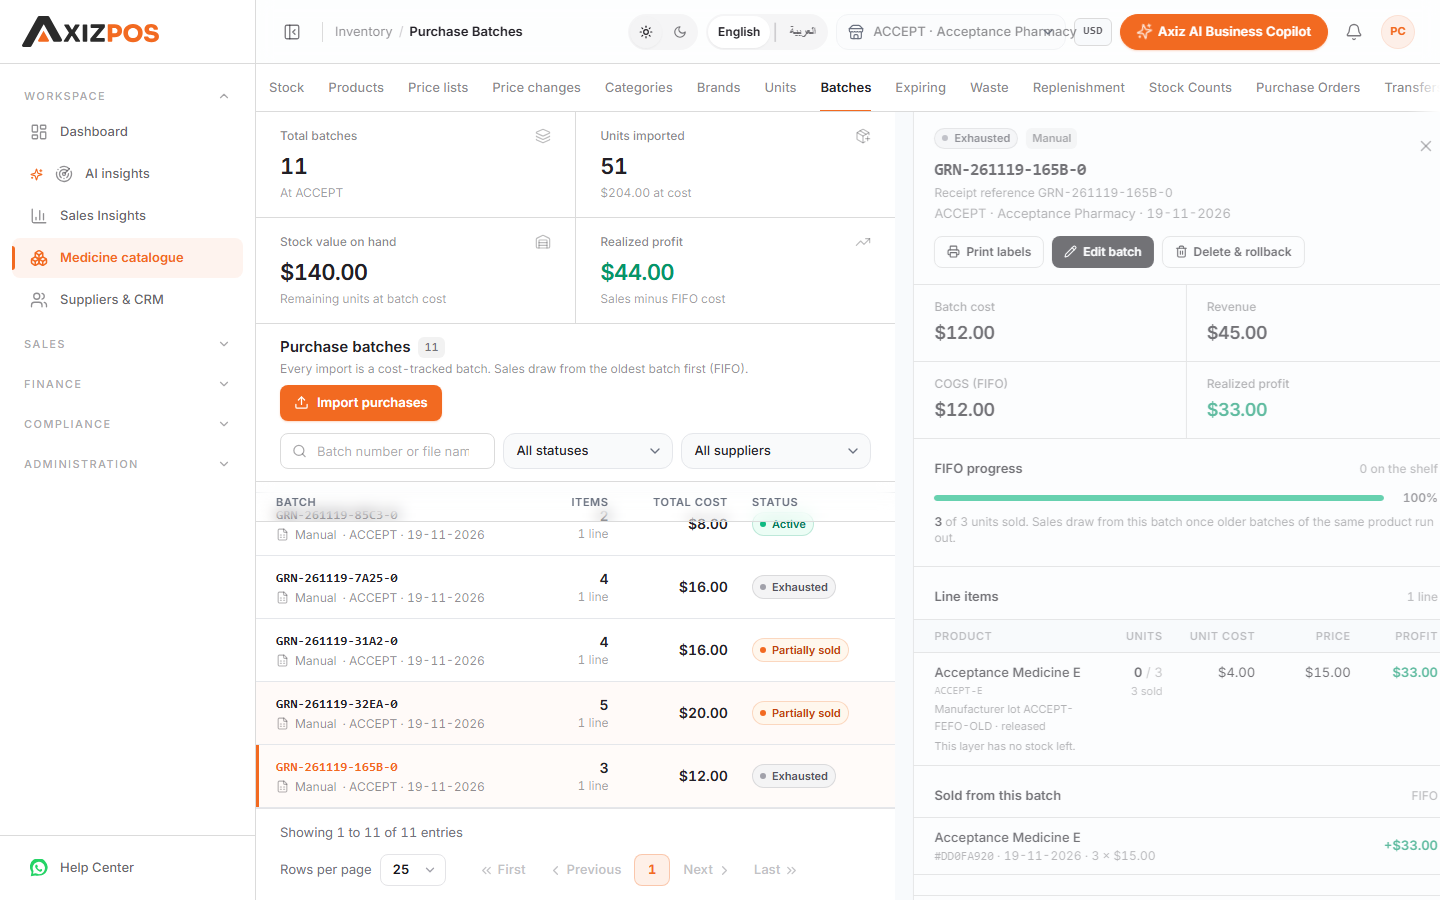 AXIZPOS
Inventory / Purchase Batches
English
العربية
ACCEPT · Acceptance Pharmacy
USD
Axiz AI Business Copilot
PC
WORKSPACE
Dashboard
AI insights
Sales Insights
Medicine catalogue
Suppliers & CRM
SALES
FINANCE
COMPLIANCE
ADMINISTRATION
Help Center
Stock Products Price lists Price changes Categories Brands Units Batches Expiring Waste Replenishment Stock Counts Purchase Orders Transfer
Total batches
11
At ACCEPT
Units imported
51
$204.00 at cost
Stock value on hand
$140.00
Remaining units at batch cost
Realized profit
$44.00
Sales minus FIFO cost
Purchase batches 11
Every import is a cost-tracked batch. Sales draw from the oldest batch first (FIFO).
Import purchases
Batch number or file nam
All statuses
All suppliers
BATCH ITEMS TOTAL COST STATUS
GRN-261119-85C3-0 2 $8.00 Active
Manual · ACCEPT · 19-11-2026 1 line
GRN-261119-7A25-0 4 $16.00 Exhausted
Manual · ACCEPT · 19-11-2026 1 line
GRN-261119-31A2-0 4 $16.00 Partially sold
Manual · ACCEPT · 19-11-2026 1 line
GRN-261119-32EA-0 5 $20.00 Partially sold
Manual · ACCEPT · 19-11-2026 1 line
GRN-261119-165B-0 3 $12.00 Exhausted
Manual · ACCEPT · 19-11-2026 1 line
Showing 1 to 11 of 11 entries
Rows per page 25 First Previous 1 Next Last
Exhausted Manual
GRN-261119-165B-0
Receipt reference GRN-261119-165B-0
ACCEPT · Acceptance Pharmacy · 19-11-2026
Print labels
Edit batch
Delete & rollback
Batch cost
$12.00
Revenue
$45.00
COGS (FIFO)
$12.00
Realized profit
$33.00
FIFO progress 0 on the shelf
100%
3 of 3 units sold. Sales draw from this batch once older batches of the same product run
out.
Line items 1 line
PRODUCT UNITS UNIT COST PRICE PROFIT
Acceptance Medicine E 0 / 3 $4.00 $15.00 $33.00
ACCEPT-E 3 sold
Manufacturer lot ACCEPT-
FEFO-OLD · released
This layer has no stock left.
Sold from this batch FIFO
Acceptance Medicine E +$33.00
#DD0FA920 · 19-11-2026 · 3 × $15.00